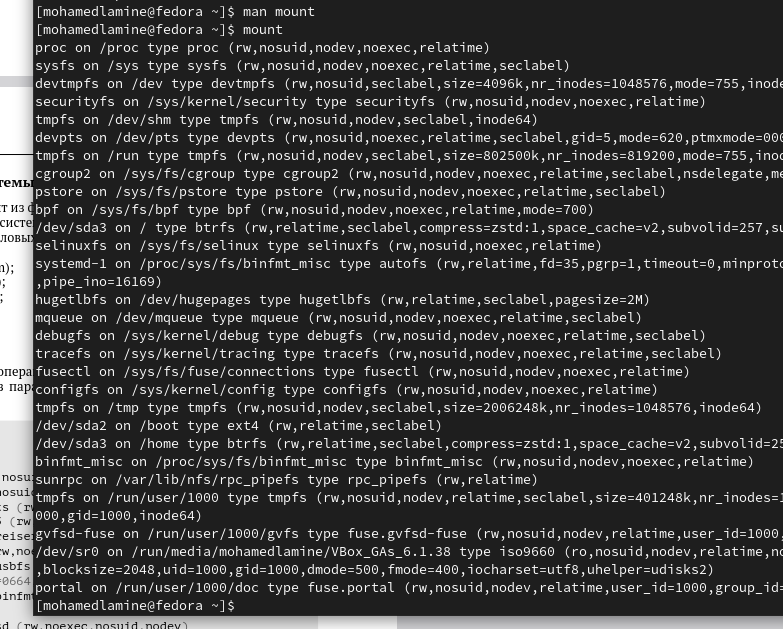 [mohamedlamine@fedora ~]$ man mount
[mohamedlamine@fedora ~]$ mount
proc on /proc type proc (rw,nosuid,nodev,noexec,relatime)
sysfs on /sys type sysfs (rw,nosuid,nodev,noexec,relatime,seclabel)
devtmpfs on /dev type devtmpfs (rw,nosuid,seclabel,size=4096k,nr_inodes=1048576,mode=755,inode
securityfs on /sys/kernel/security type securityfs (rw,nosuid,nodev,noexec,relatime)
tmpfs on /dev/shm type tmpfs (rw,nosuid,nodev,seclabel,inode64)
devpts on /dev/pts type devpts (rw,nosuid,noexec,relatime,seclabel,gid=5,mode=620,ptmxmode=000
tmpfs on /run type tmpfs (rw,nosuid,nodev,seclabel,size=802500k,nr_inodes=819200,mode=755,inod
cgroup2 on /sys/fs/cgroup type cgroup2 (rw,nosuid,nodev,noexec,relatime,seclabel,nsdelegate,me
pstore on /sys/fs/pstore type pstore (rw,nosuid,nodev,noexec,relatime,seclabel)
bpf on /sys/fs/bpf type bpf (rw,nosuid,nodev,noexec,relatime,mode=700)
/dev/sda3 on / type btrfs (rw,relatime,seclabel,compress=zstd:1,space_cache=v2,subvolid=257,su
selinuxfs on /sys/fs/selinux type selinuxfs (rw,nosuid,noexec,relatime)
systemd-1 on /proc/sys/fs/binfmt_misc type autofs (rw,relatime,fd=35,pgrp=1,timeout=0,minproto
,pipe_ino=16169)
hugetlbfs on /dev/hugepages type hugetlbfs (rw,relatime,seclabel,pagesize=2M)
mqueue on /dev/mqueue type mqueue (rw,nosuid,nodev,noexec,relatime,seclabel)
debugfs on /sys/kernel/debug type debugfs (rw,nosuid,nodev,noexec,relatime,seclabel)
tracefs on /sys/kernel/tracing type tracefs (rw,nosuid,nodev,noexec,relatime,seclabel)
fusectl on /sys/fs/fuse/connections type fusectl (rw,nosuid,nodev,noexec,relatime)
configfs on /sys/kernel/config type configfs (rw,nosuid,nodev,noexec,relatime)
tmpfs on /tmp type tmpfs (rw,nosuid,nodev,seclabel,size=2006248k,nr_inodes=1048576,inode64)
/dev/sda2 on /boot type ext4 (rw,relatime,seclabel)
/dev/sda3 on /home type btrfs (rw,relatime,seclabel,compress=zstd:1,space_cache=v2,subvolid=25
binfmt_misc on /proc/sys/fs/binfmt_misc type binfmt_misc (rw,nosuid,nodev,noexec,relatime)
sunrpc on /var/lib/nfs/rpc_pipefs type rpc_pipefs (rw,relatime)
tmpfs on /run/user/1000 type tmpfs (rw,nosuid,nodev,relatime,seclabel,size=401248k,nr_inodes=1
000,gid=1000,inode64)
gvfsd-fuse on /run/user/1000/gvfs type fuse.gvfsd-fuse (rw,nosuid,nodev,relatime,user_id=1000,
/dev/sr0 on /run/media/mohamedlamine/VBox_GAs_6.1.38 type iso9660 (ro,nosuid,nodev,relatime,no
,blocksize=2048,uid=1000,gid=1000,dmode=500,fmode=400,iocharset=utf8,uhelper=udisks2)
portal on /run/user/1000/doc type fuse.portal (rw,nosuid,nodev,relatime,user_id=1000,group_id=
[mohamedlamine@fedora ~]$